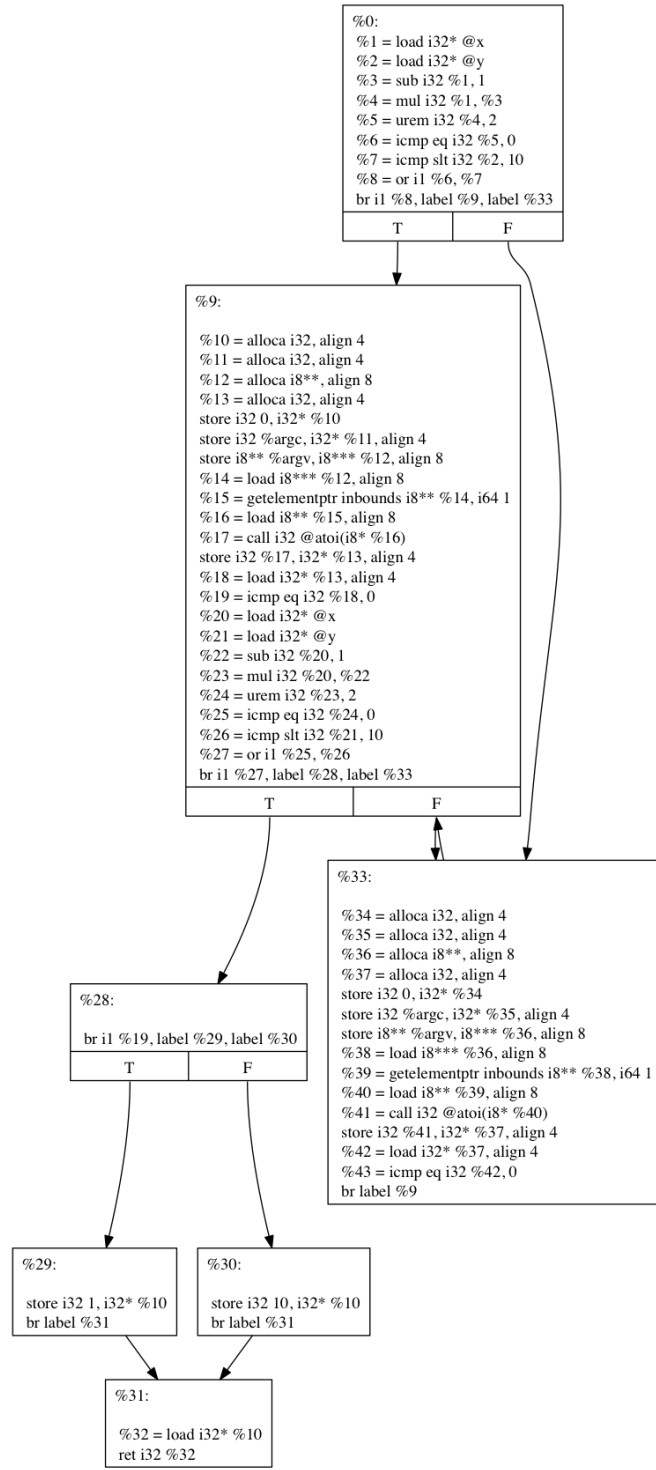 %0:
%1 = load i32* @x
%2 = load i32* @y
%3 = sub i32 %1, 1
%4 = mul i32 %1, %3
%5 = urem i32 %4, 2
%6 = icmp eq i32 %5, 0
%7 = icmp slt i32 %2, 10
%8 = or i1 %6, %7
br i1 %8, label %9, label %33
T F
%9:
%10 = alloca i32, align 4
%11 = alloca i32, align 4
%12 = alloca i8**, align 8
%13 = alloca i32, align 4
store i32 0, i32* %10
store i32 %argc, i32* %11, align 4
store i8** %argv, i8*** %12, align 8
%14 = load i8*** %12, align 8
%15 = getelementptr inbounds i8** %14, i64 1
%16 = load i8** %15, align 8
%17 = call i32 @atoi(i8* %16)
store i32 %17, i32* %13, align 4
%18 = load i32* %13, align 4
%19 = icmp eq i32 %18, 0
%20 = load i32* @x
%21 = load i32* @y
%22 = sub i32 %20, 1
%23 = mul i32 %20, %22
%24 = urem i32 %23, 2
%25 = icmp eq i32 %24, 0
%26 = icmp slt i32 %21, 10
%27 = or i1 %25, %26
br i1 %27, label %28, label %33
T F
%33:
%34 = alloca i32, align 4
%35 = alloca i32, align 4
%36 = alloca i8**, align 8
%37 = alloca i32, align 4
store i32 0, i32* %34
store i32 %argc, i32* %35, align 4
store i8** %argv, i8*** %36, align 8
%38 = load i8*** %36, align 8
%39 = getelementptr inbounds i8** %38, i64 1
%40 = load i8** %39, align 8
%41 = call i32 @atoi(i8* %40)
store i32 %41, i32* %37, align 4
%42 = load i32* %37, align 4
%43 = icmp eq i32 %42, 0
br label %9
%28:
br i1 %19, label %29, label %30
T F
%29:
store i32 1, i32* %10
br label %31
%30:
store i32 10, i32* %10
br label %31
%31:
%32 = load i32* %10
ret i32 %32